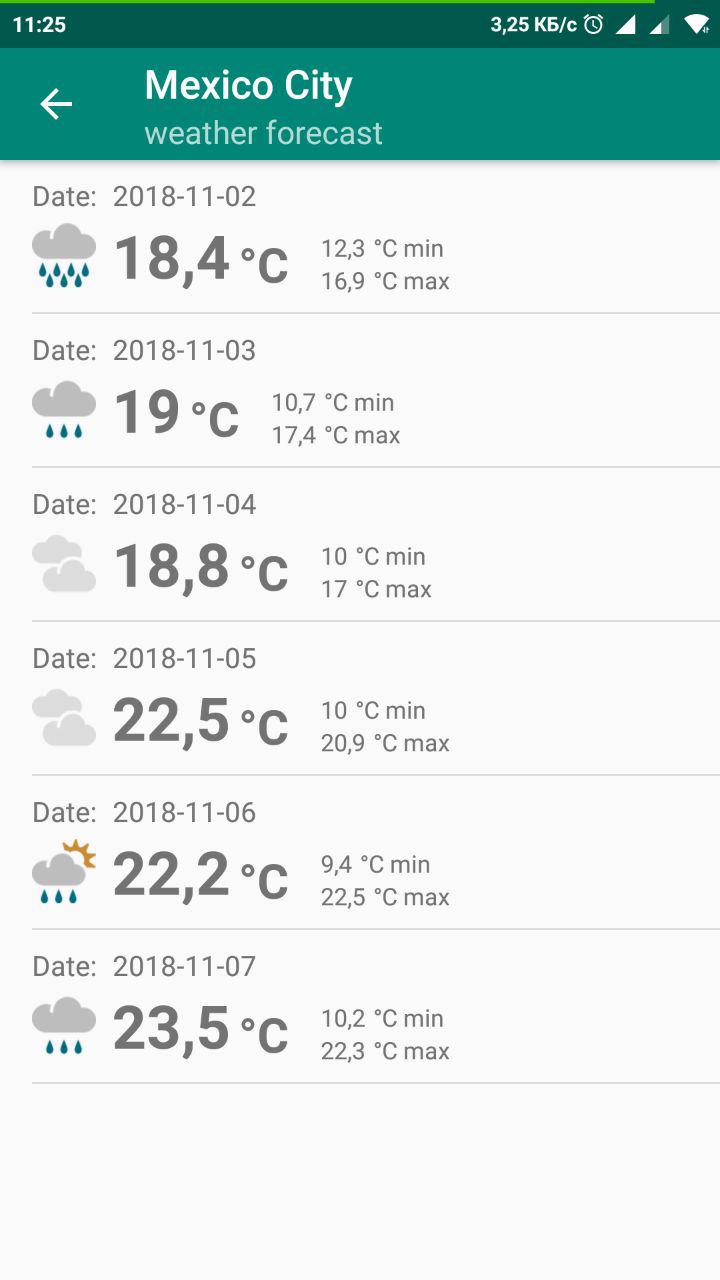 11:25 3,25 КБ/с
Mexico City
weather forecast
Date: 2018-11-02
18,4 °C
12,3 °C min
16,9 °C max
Date: 2018-11-03
19 °C
10,7 °C min
17,4 °C max
Date: 2018-11-04
18,8 °C
10 °C min
17 °C max
Date: 2018-11-05
22,5 °C
10 °C min
20,9 °C max
Date: 2018-11-06
22,2 °C
9,4 °C min
22,5 °C max
Date: 2018-11-07
23,5 °C
10,2 °C min
22,3 °C max